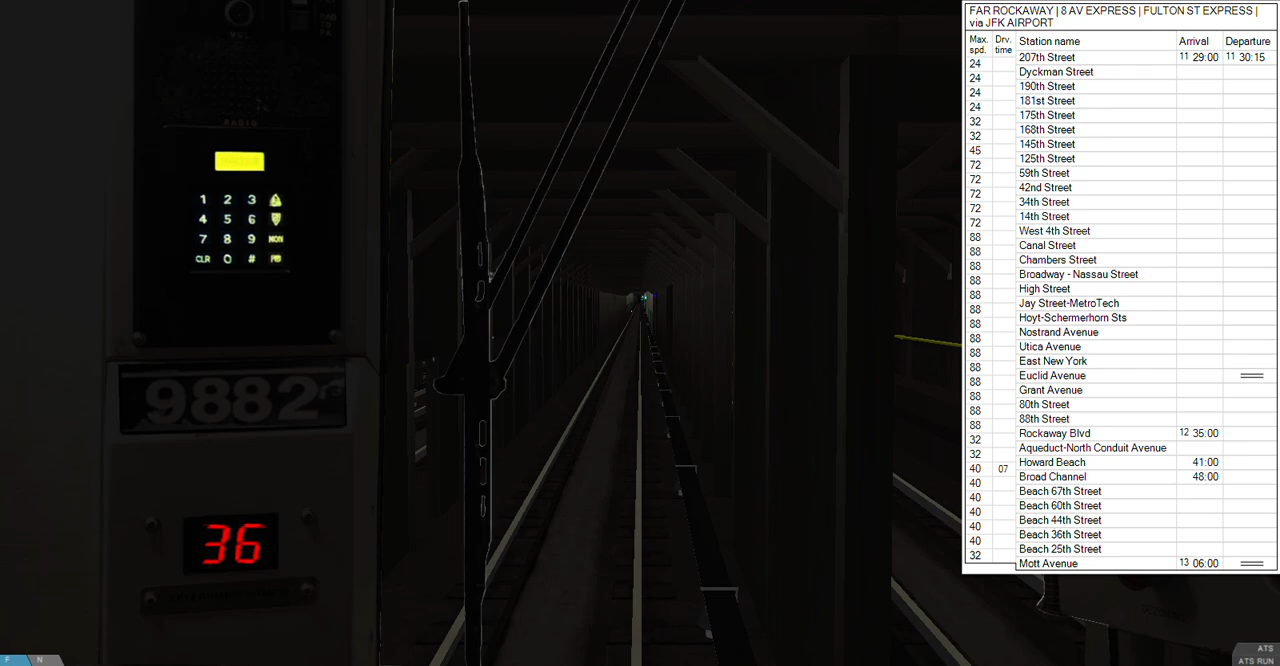 VOL
RADIO
1 2 3
4 5 6
7 8 9 MON
CLR 0 # PB
9882
36
F N
FAR ROCKAWAY | 8 AV EXPRESS | FULTON ST EXPRESS |
via JFK AIRPORT
Max. spd. Drv. time Station name Arrival Departure
207th Street 11 29:00 11 30:15
24
Dyckman Street
24
190th Street
24
181st Street
24
175th Street
32
168th Street
32
145th Street
45
125th Street
72
59th Street
72
42nd Street
72
34th Street
72
14th Street
72
West 4th Street
88
Canal Street
88
Chambers Street
88
Broadway - Nassau Street
88
High Street
88
Jay Street-MetroTech
88
Hoyt-Schermerhorn Sts
88
Nostrand Avenue
88
Utica Avenue
88
East New York
88
Euclid Avenue
88
Grant Avenue
88
80th Street
88
88th Street
88
Rockaway Blvd 12 35:00
32
Aqueduct-North Conduit Avenue
32
Howard Beach 41:00
40 07
Broad Channel 48:00
40
Beach 67th Street
40
Beach 60th Street
40
Beach 44th Street
40
Beach 36th Street
40
Beach 25th Street
32
Mott Avenue 13 06:00
ATS
ATS RUN